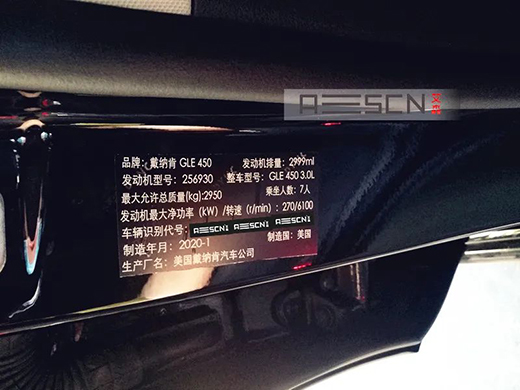 AESCN
品牌：戴纳肯 GLE 450 发动机排量：2999ml
发动机型号：256930 整车型号：GLE 450 3.0L
最大允许总质量(kg):2950 乘坐人数：7人
发动机最大净功率（kW）/转速（r/min）：270/6100
车辆识别代号： AESCN1 AESCN1 AESCN1
制造年月：2020-1 制造国：美国
生产厂名：美国戴纳肯汽车公司